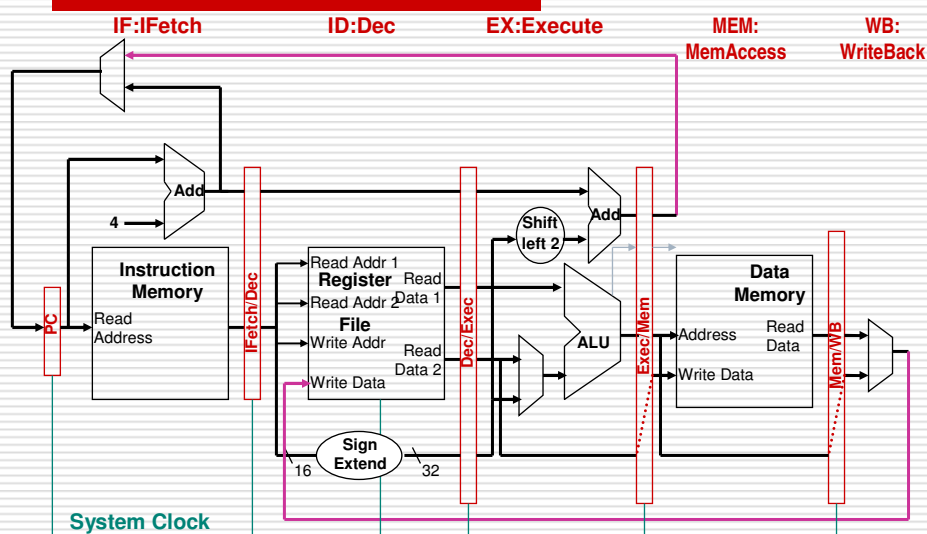 IF:IFetch
ID:Dec
EX:Execute
MEM:
MemAccess
WB:
WriteBack
Add
4
Shift
left 2
Add
Instruction
Memory
Read
Address
PC
IFetch/Dec
Read Addr 1
Register
Read
Data 1
Read Addr 2
File
Write Addr
Read
Data 2
Write Data
Dec/Exec
ALU
Exec/Mem
Data
Memory
Address
Read
Data
Write Data
Mem/WB
Sign
Extend
16
32
System Clock